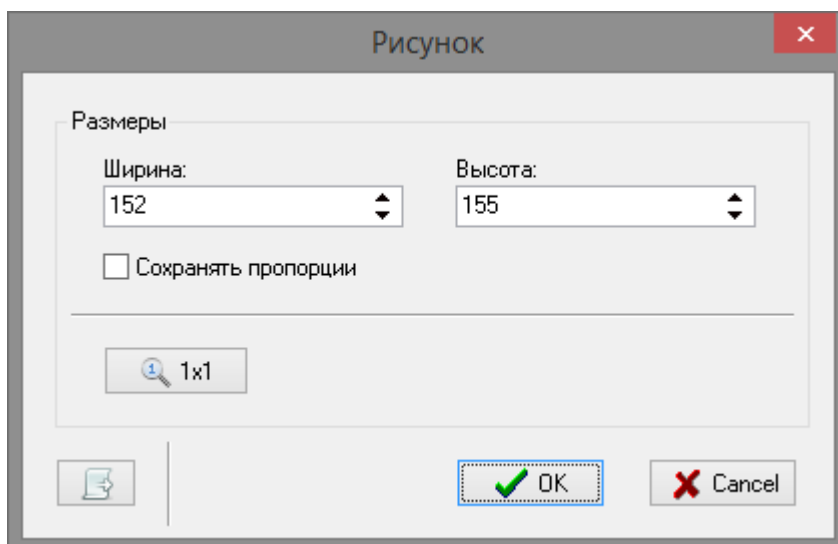 Рисунок
Размеры
Ширина: Высота:
152 155
Сохранять пропорции
1x1
OK Cancel